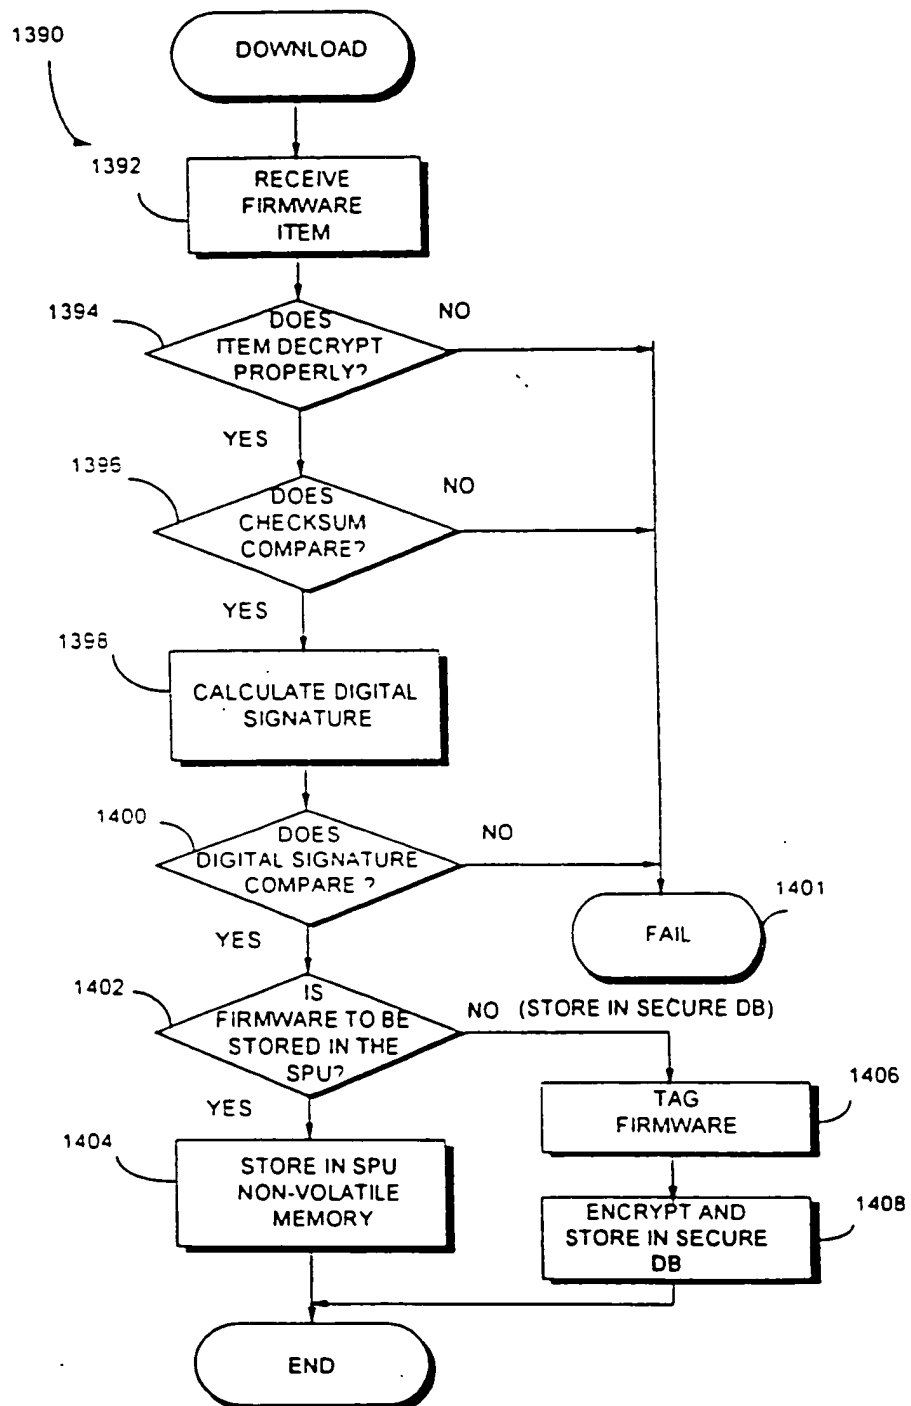 1390
DOWNLOAD
1392
RECEIVE
FIRMWARE
ITEM
1394
DOES
ITEM DECRYPT
PROPERLY?
NO
YES
1396
DOES
CHECKSUM
COMPARE?
NO
YES
1398
CALCULATE DIGITAL
SIGNATURE
1400
DOES
DIGITAL SIGNATURE
COMPARE ?
NO
YES
1401
FAIL
1402
IS
FIRMWARE TO BE
STORED IN THE
SPU?
NO (STORE IN SECURE DB)
YES
1406
TAG
FIRMWARE
1404
STORE IN SPU
NON-VOLATILE
MEMORY
1408
ENCRYPT AND
STORE IN SECURE
DB
END